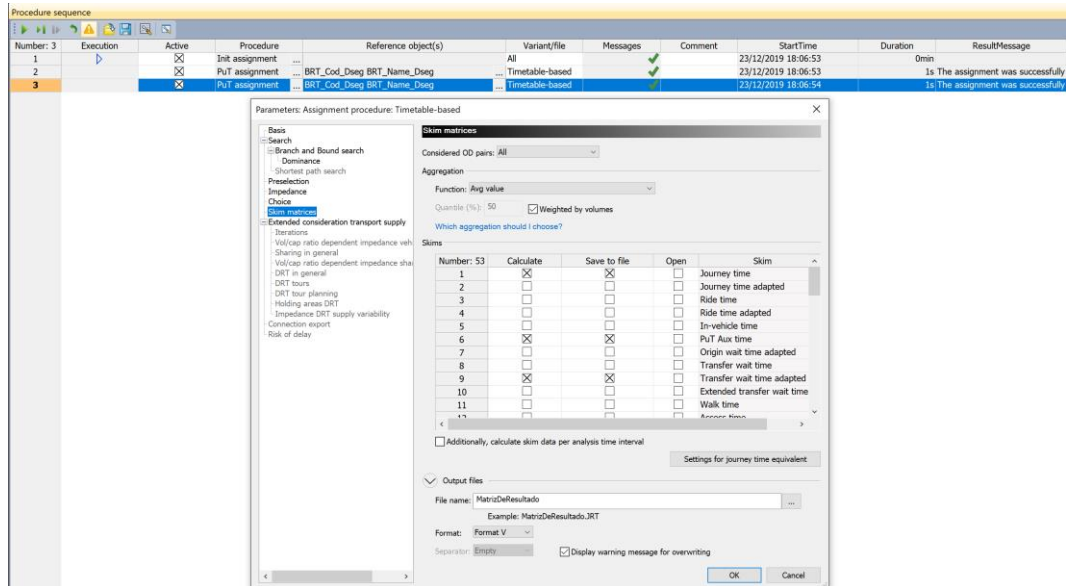 Procedure sequence
Number: 3 Execution Active Procedure Reference object(s) Variant/file Messages Comment StartTime Duration ResultMessage
1 Init assignment ... All 23/12/2019 18:06:53 0min
2 PuT assignment ... BRT_Cod_Dseg BRT_Name_Dseg ... Timetable-based 23/12/2019 18:06:53 1s The assignment was successfully
3 PuT assignment ... BRT_Cod_Dseg BRT_Name_Dseg ... Timetable-based 23/12/2019 18:06:54 1s The assignment was successfully
Parameters: Assignment procedure: Timetable-based
Basis
Search
Branch and Bound search
Dominance
Shortest path search
Preselection
Impedance
Choice
Skim matrices
Extended consideration transport supply
Iterations
Vol/cap ratio dependent impedance veh
Sharing in general
Vol/cap ratio dependent impedance sha
DRT in general
DRT tours
DRT tour planning
Holding areas DRT
Impedance DRT supply variability
Connection export
Risk of delay
Skim matrices
Considered OD pairs: All
Aggregation
Function: Avg value
Quantile (%): 50 Weighted by volumes
Which aggregation should I choose?
Skims
Number: 53 Calculate Save to file Open Skim
1 Journey time
2 Journey time adapted
3 Ride time
4 Ride time adapted
5 In-vehicle time
6 PuT Aux time
7 Origin wait time adapted
8 Transfer wait time
9 Transfer wait time adapted
10 Extended transfer wait time
11 Walk time
12 Access time
Additionally, calculate skim data per analysis time interval
Settings for journey time equivalent
Output files
File name: MatrizDeResultado ...
Example: MatrizDeResultado.JRT
Format: Format V
Separator: Empty Display warning message for overwriting
OK Cancel